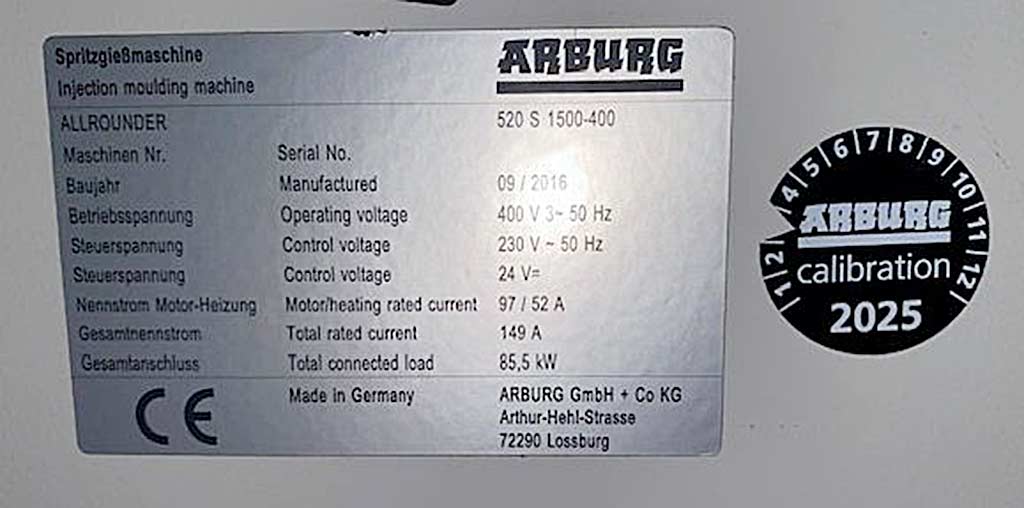 Spritzgießmaschine
Injection moulding machine
ARBURG
ALLROUNDER 520 S 1500-400
Maschinen Nr. Serial No.
Baujahr Manufactured 09 / 2016
Betriebsspannung Operating voltage 400 V 3~ 50 Hz
Steuerspannung Control voltage 230 V ~ 50 Hz
Steuerspannung Control voltage 24 V=
Nennstrom Motor-Heizung Motor/heating rated current 97 / 52 A
Gesamtnennstrom Total rated current 149 A
Gesamtanschluss Total connected load 85,5 kW
CE
Made in Germany ARBURG GmbH + Co KG
Arthur-Hehl-Strasse
72290 Lossburg
1 2 4 5 6 7 8 9 10 11 12
ARBURG
calibration
2025